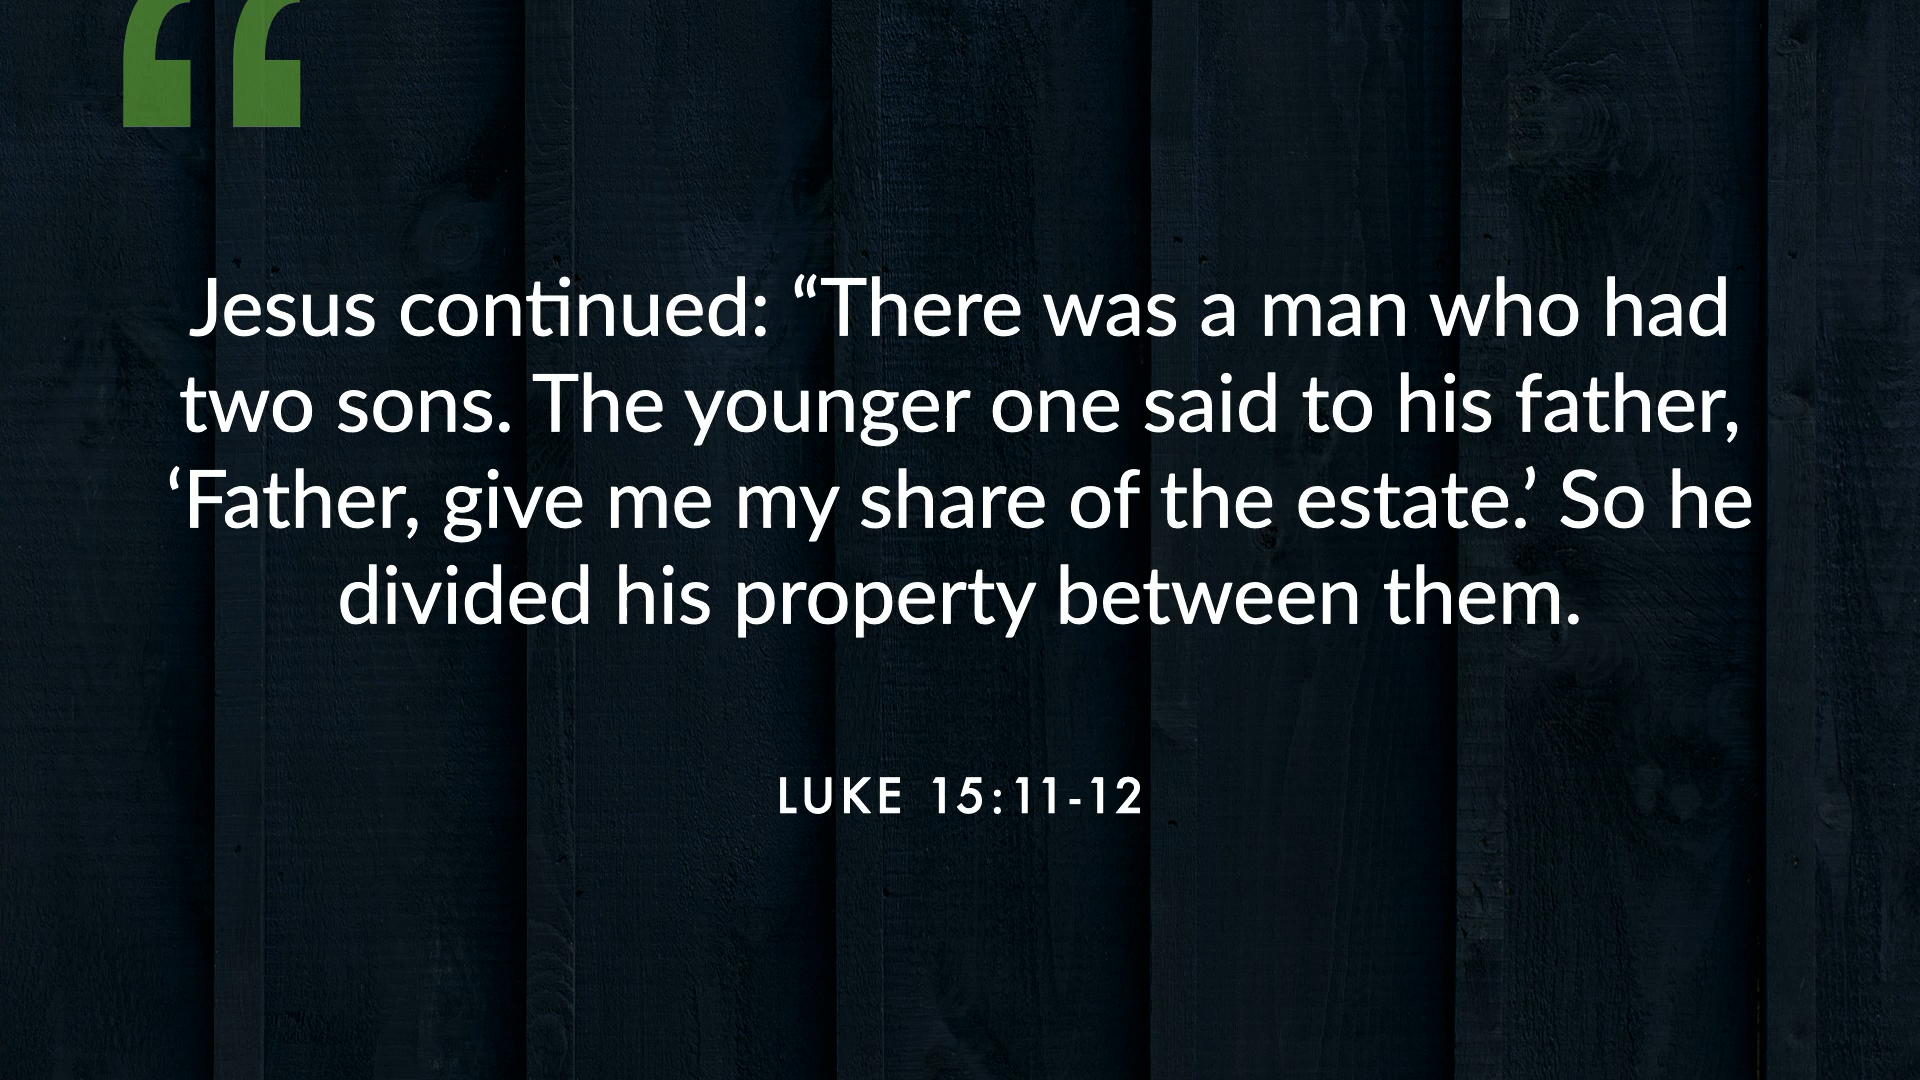 “
Jesus continued: “There was a man who had
two sons. The younger one said to his father,
‘Father, give me my share of the estate.’ So he
divided his property between them.
LUKE 15:11-12